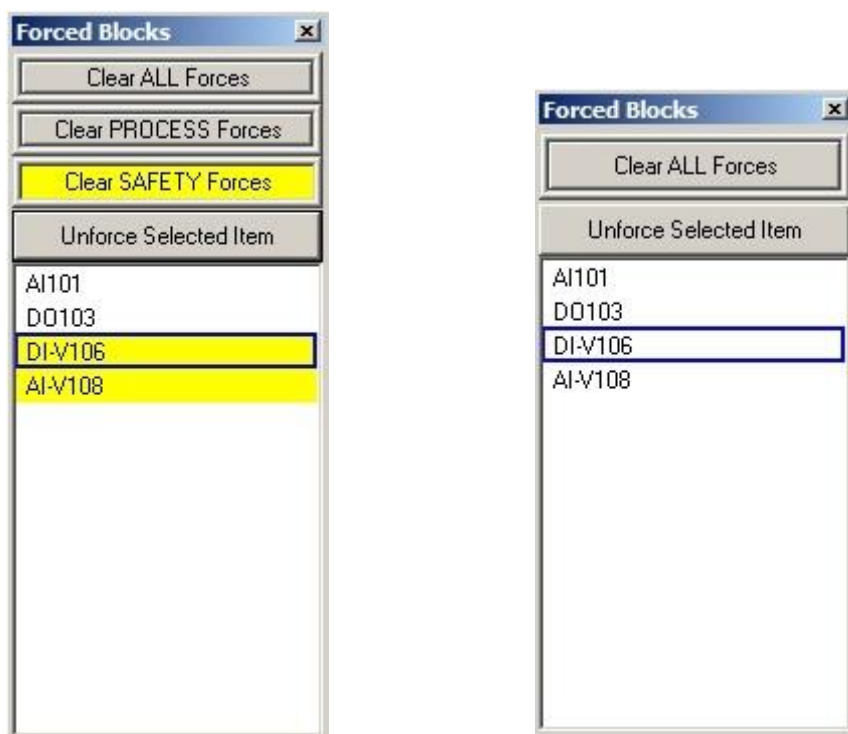 Forced Blocks
Clear ALL Forces
Clear PROCESS Forces
Clear SAFETY Forces
Unforce Selected Item
AI101
DO103
DI-V106
AI-V108
Forced Blocks
Clear ALL Forces
Unforce Selected Item
AI101
DO103
DI-V106
AI-V108